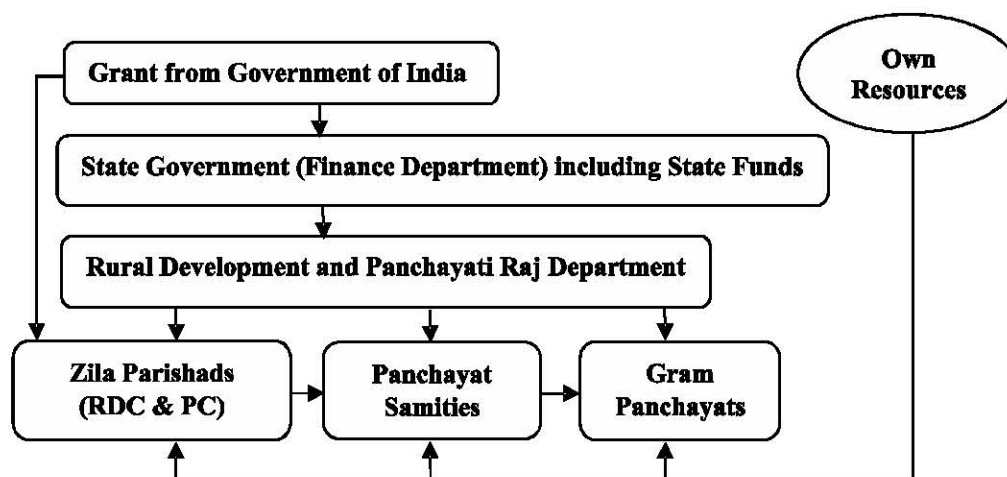 Grant from Government of India
Own
Resources
State Government (Finance Department) including State Funds
Rural Development and Panchayati Raj Department
Zila Parishads
(RDC & PC)
Panchayat
Samities
Gram
Panchayats